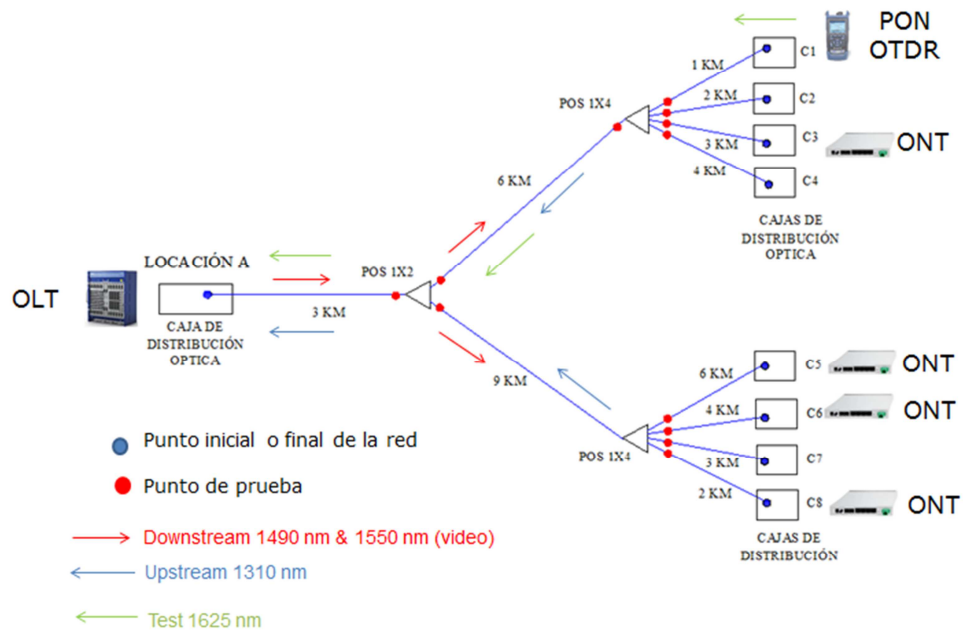 PON
OTDR
C1
1 KM
POS 1X4
2 KM
C2
3 KM
C3
ONT
4 KM
C4
6 KM
CAJAS DE
DISTRIBUCIÓN
OPTICA
LOCACIÓN A
POS 1X2
OLT
3 KM
CAJA DE
DISTRIBUCIÓN
OPTICA
9 KM
6 KM
C5
ONT
4 KM
C6
ONT
POS 1X4
3 KM
C7
2 KM
C8
ONT
CAJAS DE
DISTRIBUCIÓN
Punto inicial o final de la red
Punto de prueba
Downstream 1490 nm & 1550 nm (video)
Upstream 1310 nm
Test 1625 nm